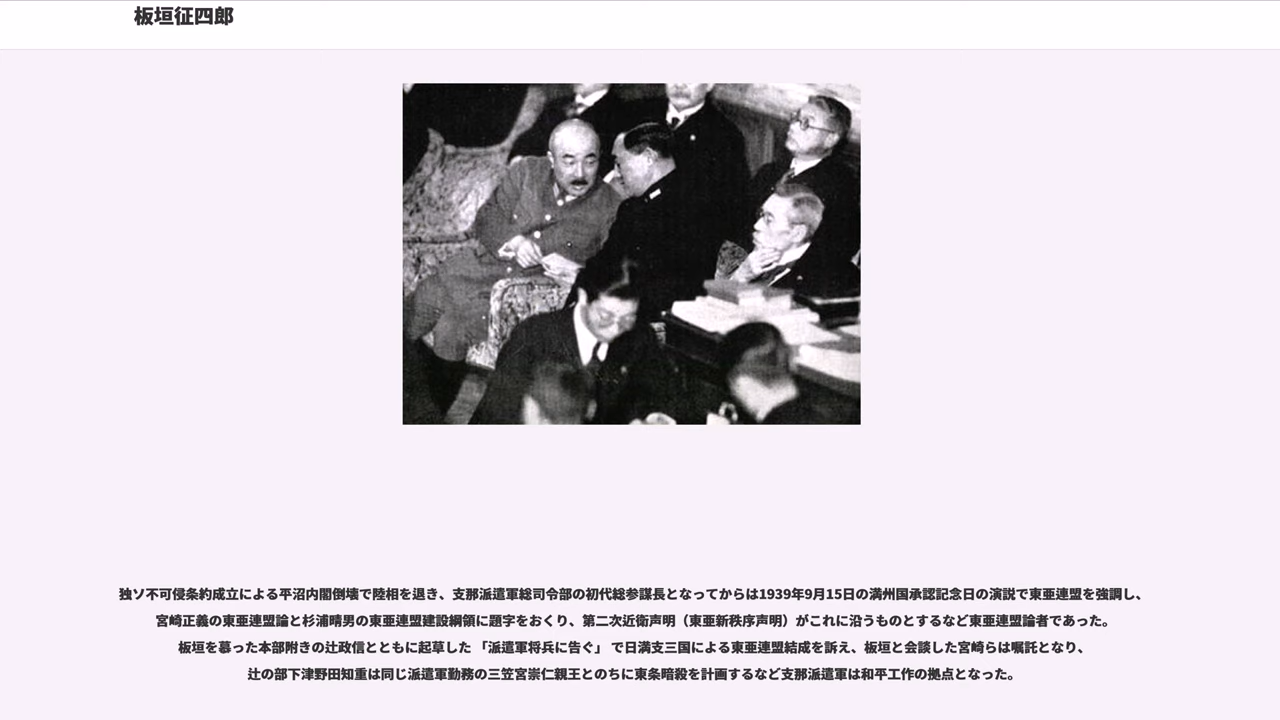 板垣征四郎
独ソ不可侵条約成立による平沼内閣倒壊で陸相を退き、支那派遣軍総司令部の初代総参謀長となってからは1939年9月15日の満州国承認記念日の演説で東亜連盟を強調し、
宮崎正義の東亜連盟論と杉浦晴男の東亜連盟建設綱領に題字をおくり、第二次近衛声明（東亜新秩序声明）がこれに沿うものとするなど東亜連盟論者であった。
板垣を慕った本部附きの辻政信とともに起草した 「派遣軍将兵に告ぐ」 で日満支三国による東亜連盟結成を訴え、板垣と会談した宮崎らは嘱託となり、
辻の部下津野田知重は同じ派遣軍勤務の三笠宮崇仁親王とのちに東条暗殺を計画するなど支那派遣軍は和平工作の拠点となった。